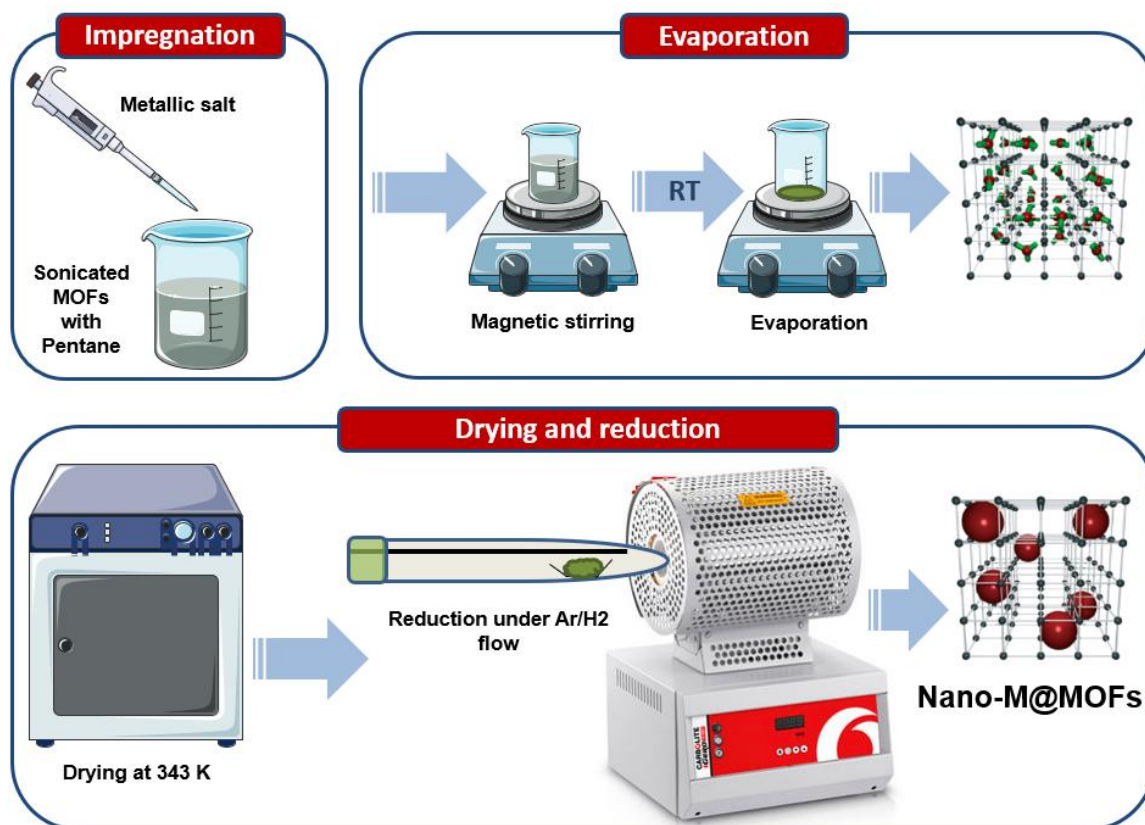 Impregnation
Metallic salt
Sonicated
MOFs
with
Pentane
Evaporation
RT
Magnetic stirring
Evaporation
Drying and reduction
Drying at 343 K
Reduction under Ar/H2
flow
CARBOLITE
GERO
Nano-M@MOFs